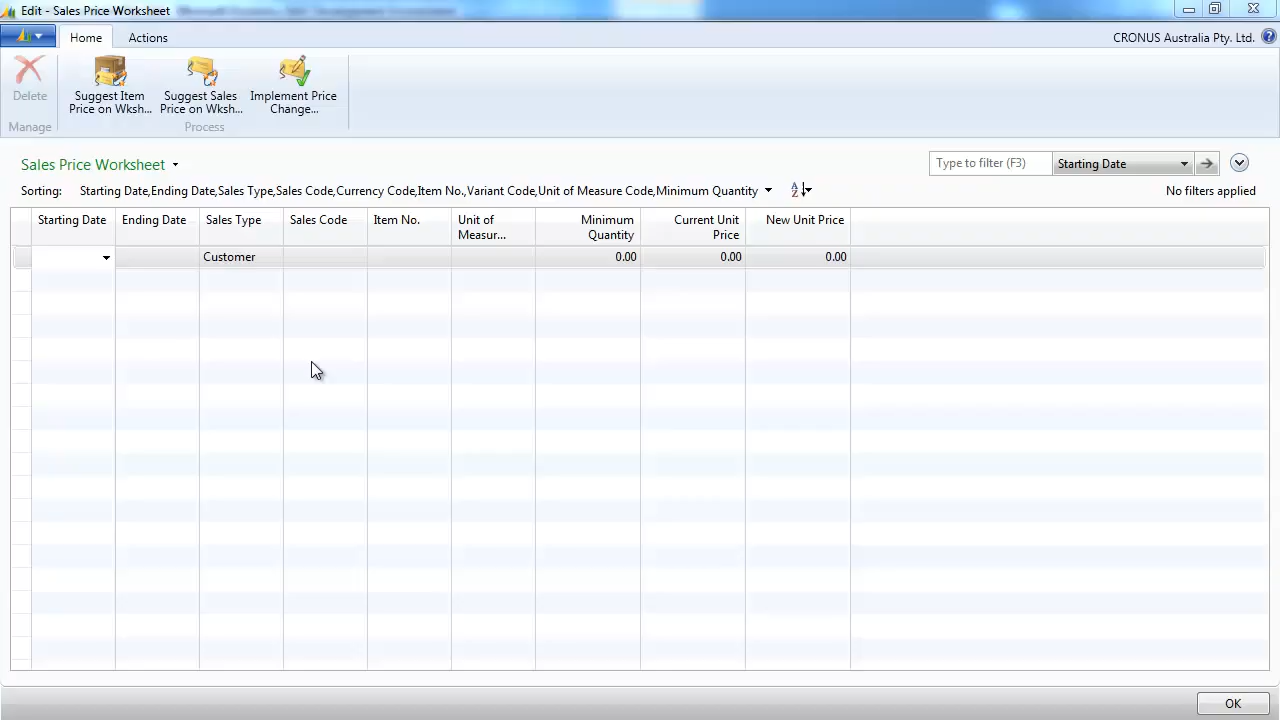 Edit - Sales Price Worksheet
Home
Actions
CRONUS Australia Pty. Ltd.
Delete
Suggest Item
Price on Wksh...
Suggest Sales
Price on Wksh...
Implement Price
Change...
Manage
Process
Sales Price Worksheet
Type to filter (F3)
Starting Date
Sorting:
Starting Date,Ending Date,Sales Type,Sales Code,Currency Code,Item No.,Variant Code,Unit of Measure Code,Minimum Quantity
No filters applied
Starting Date
Ending Date
Sales Type
Sales Code
Item No.
Unit of
Measur...
Minimum
Quantity
Current Unit
Price
New Unit Price
Customer
0.00
0.00
0.00
OK